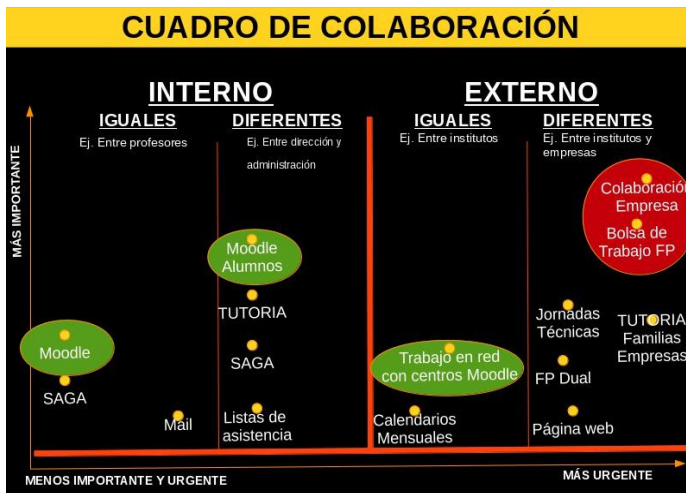 CUADRO DE COLABORACIÓN
INTERNO
EXTERNO
IGUALES
DIFERENTES
IGUALES
DIFERENTES
Ej. Entre profesores
Ej. Entre dirección y
administración
Ej. Entre institutos
Ej. Entre institutos y
empresas
MÁS IMPORTANTE
Colaboración
Empresa
Bolsa de
Trabajo FP
Moodle
Alumnos
TUTORIA
SAGA
Listas de
asistencia
Moodle
SAGA
Mail
Trabajo en red
con centros Moodle
Calendarios
Mensuales
Jornadas
Técnicas
FP Dual
Página web
TUTORIA
Familias
Empresas
MENOS IMPORTANTE Y URGENTE
MÁS URGENTE